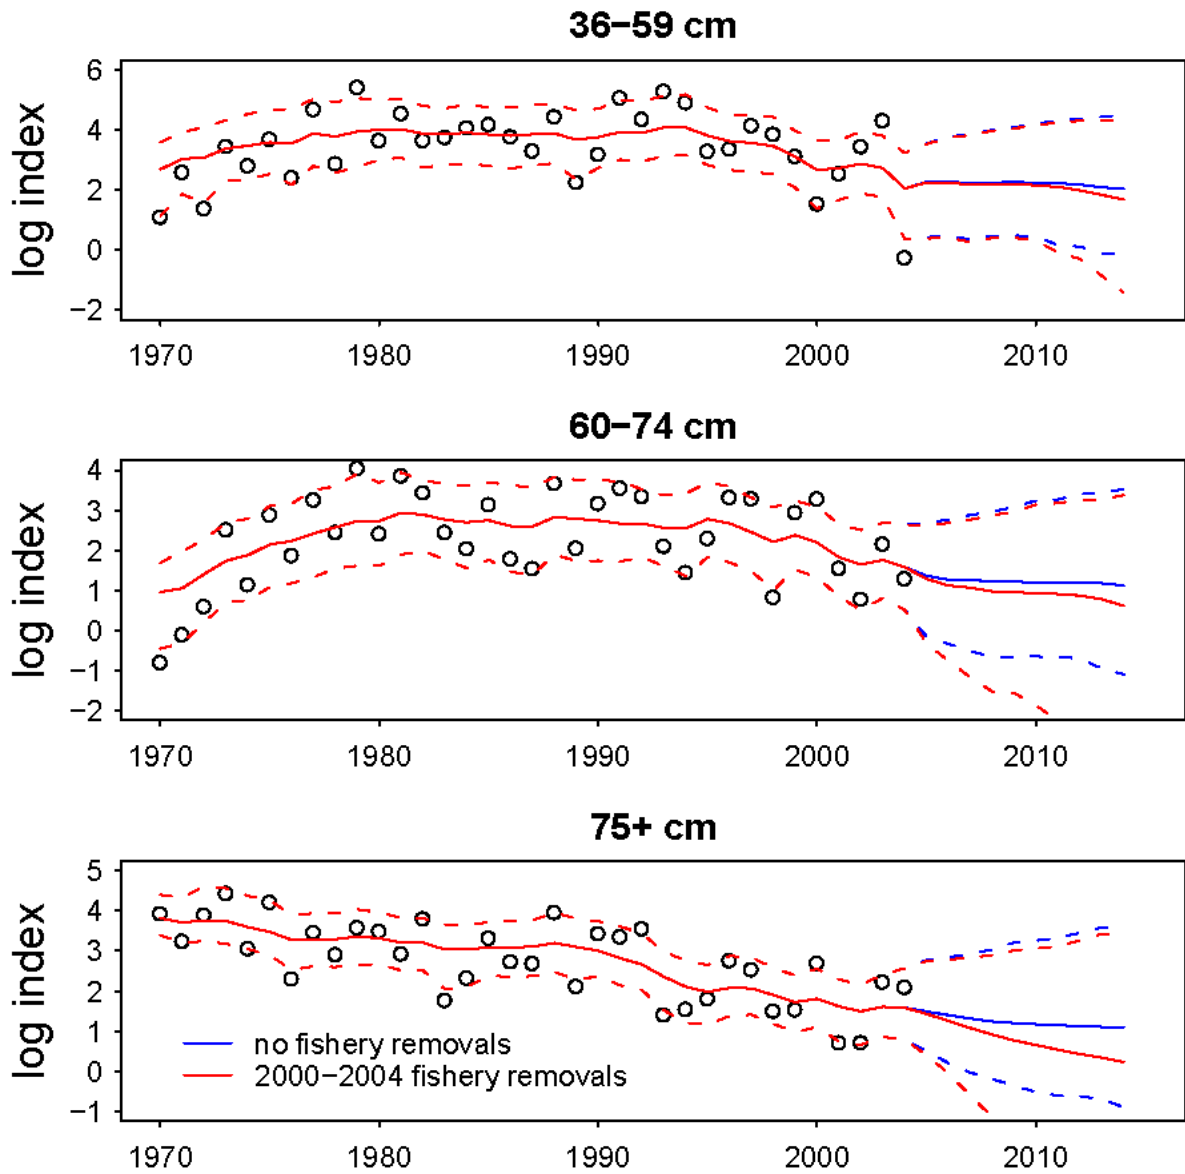 36−59 cm
log index
6
4
2
0
−2
1970 1980 1990 2000 2010
60−74 cm
log index
4
3
2
1
0
−1
−2
1970 1980 1990 2000 2010
75+ cm
log index
5
4
3
2
1
0
−1
no fishery removals
2000−2004 fishery removals
1970 1980 1990 2000 2010